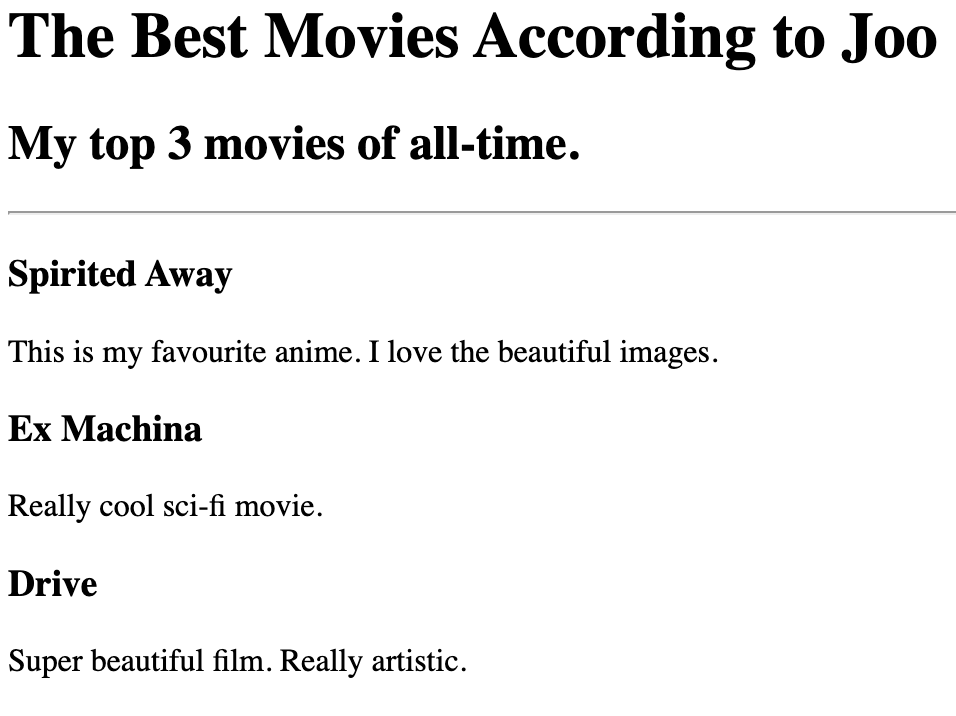 The Best Movies According to Joo
My top 3 movies of all-time.
Spirited Away
This is my favourite anime. I love the beautiful images.
Ex Machina
Really cool sci-fi movie.
Drive
Super beautiful film. Really artistic.